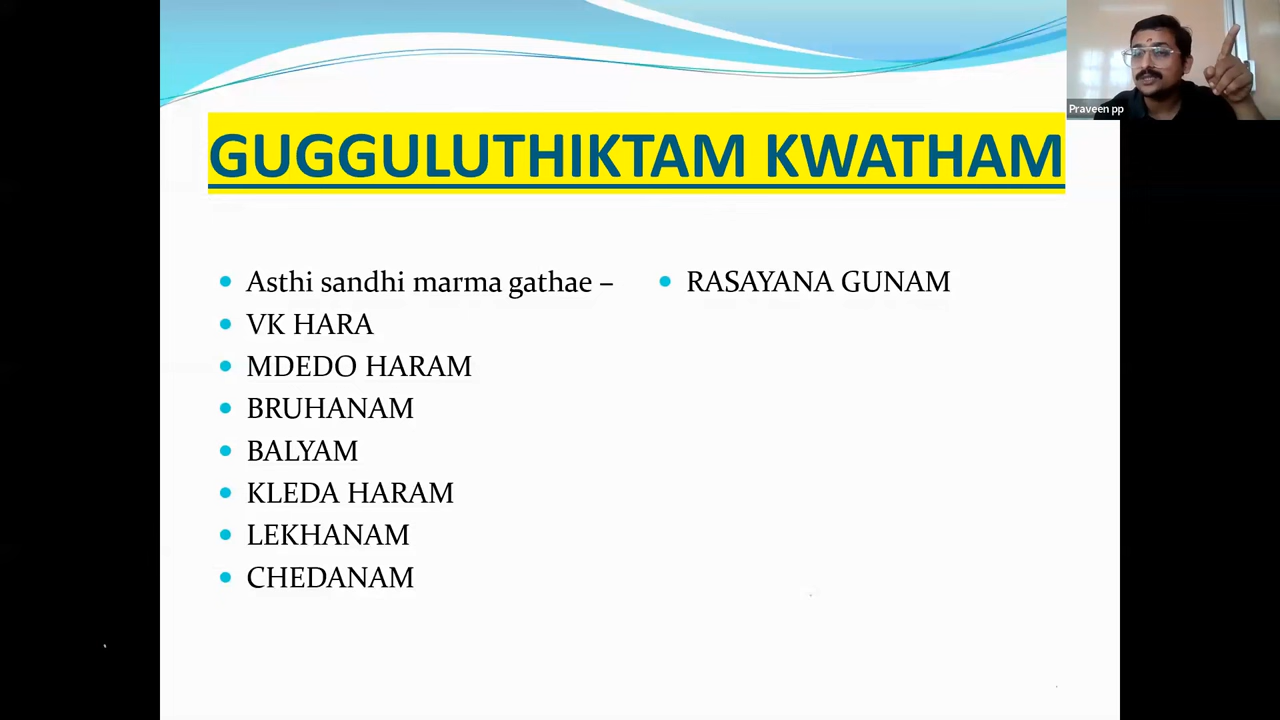 GUGGULUTHIKTAM KWATHAM
Praveen pp
Asthi sandhi marma gathae –
VK HARA
MDEDO HARAM
BRUHANAM
BALYAM
KLEDA HARAM
LEKHANAM
CHEDANAM
RASAYANA GUNAM